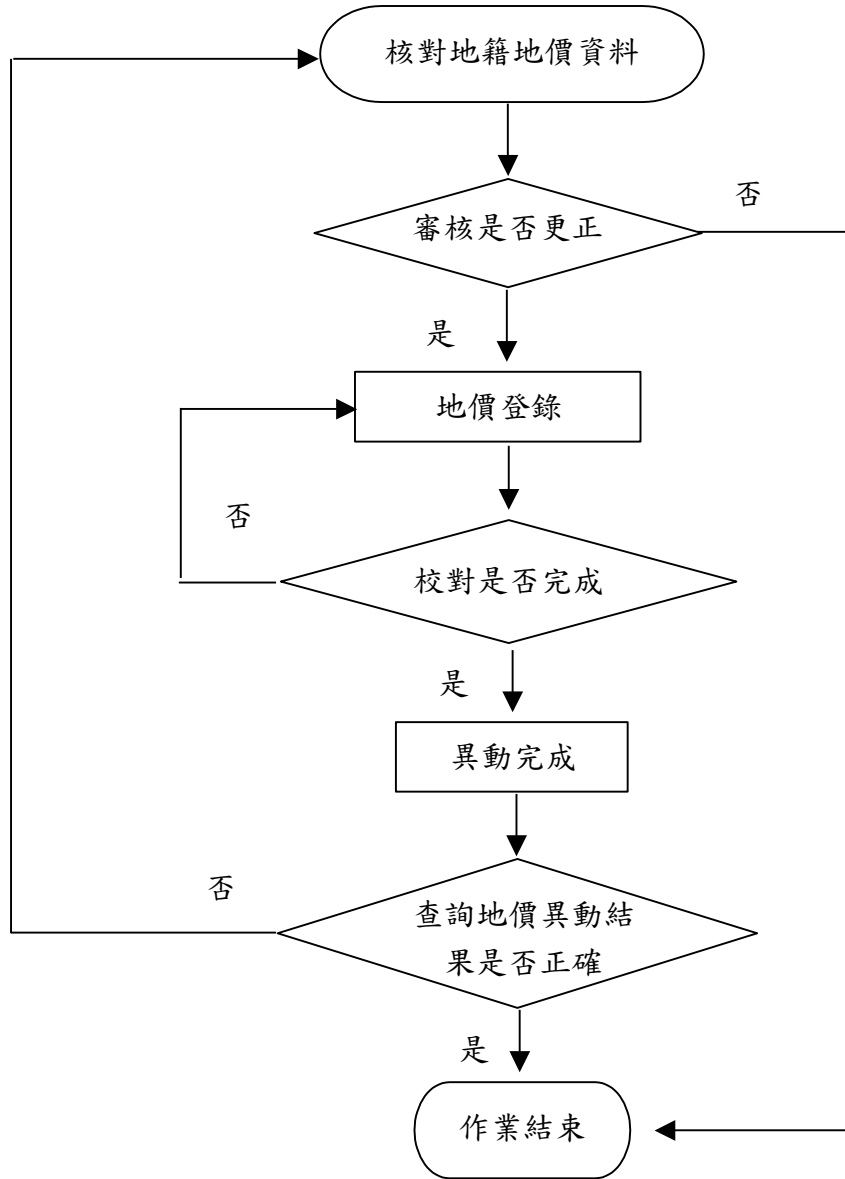 核對地籍地價資料
否
審核是否更正
是
地價登錄
否
校對是否完成
是
異動完成
否
查詢地價異動結
果是否正確
是
作業結束